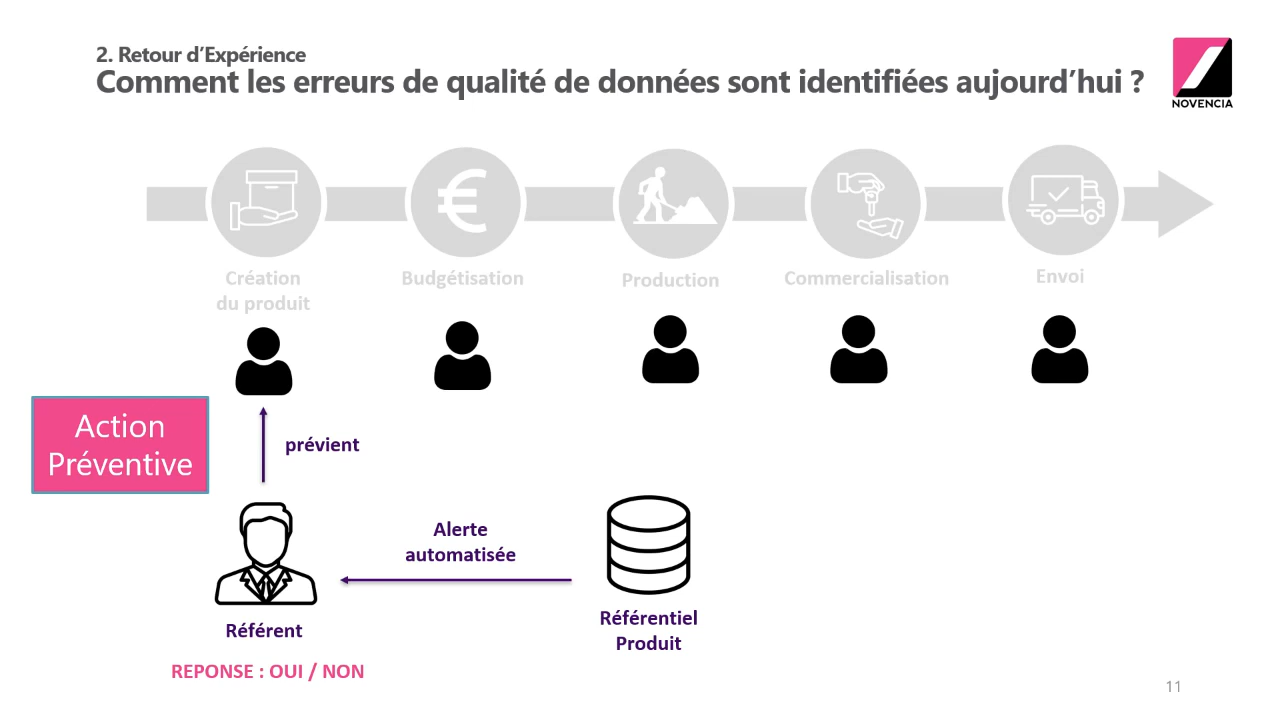 2. Retour d’Expérience
Comment les erreurs de qualité de données sont identifiées aujourd’hui ?
NOVENCIA
Création
du produit
Budgétisation
Production
Commercialisation
Envoi
Action
Préventive
prévient
Alerte
automatisée
Référent
Référentiel
Produit
REPONSE : OUI / NON
11